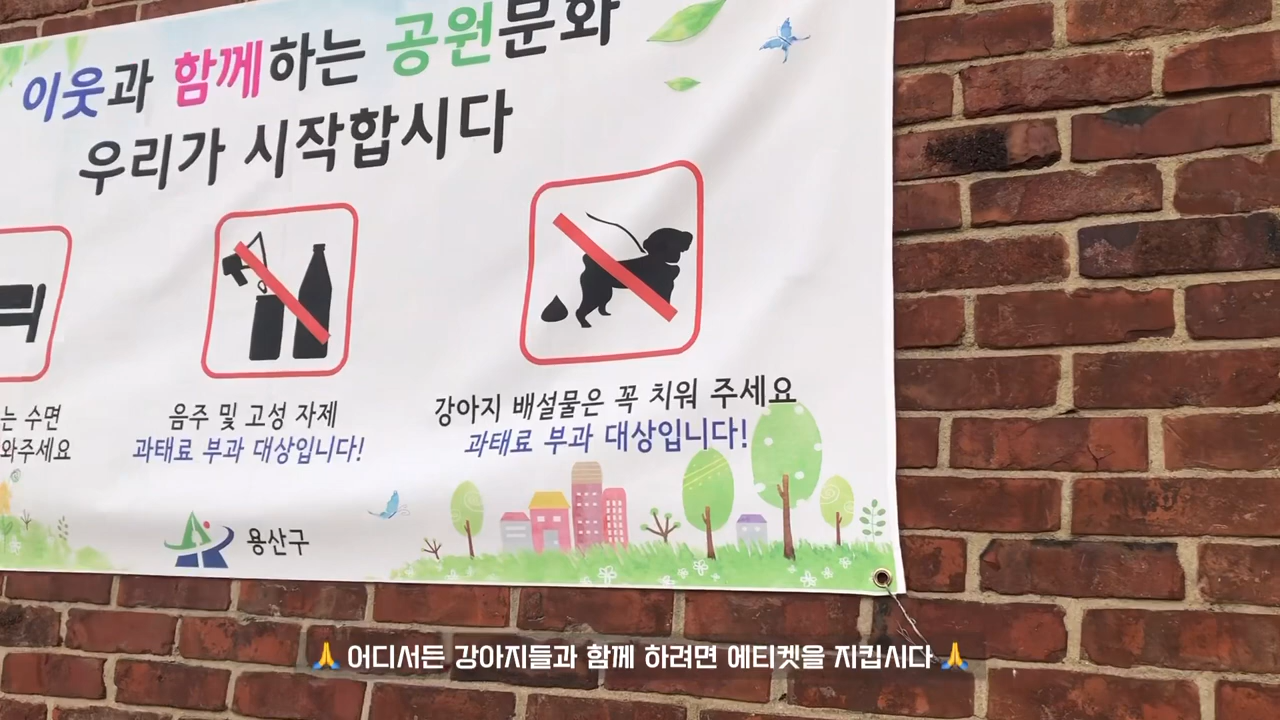 이웃과 함께하는 공원문화
우리가 시작합시다
는 수면
와주세요
음주 및 고성 자제
과태료 부과 대상입니다!
강아지 배설물은 꼭 치워 주세요
과태료 부과 대상입니다!
용산구
🙏 어디서든 강아지들과 함께 하려면 에티켓을 지킵시다 🙏